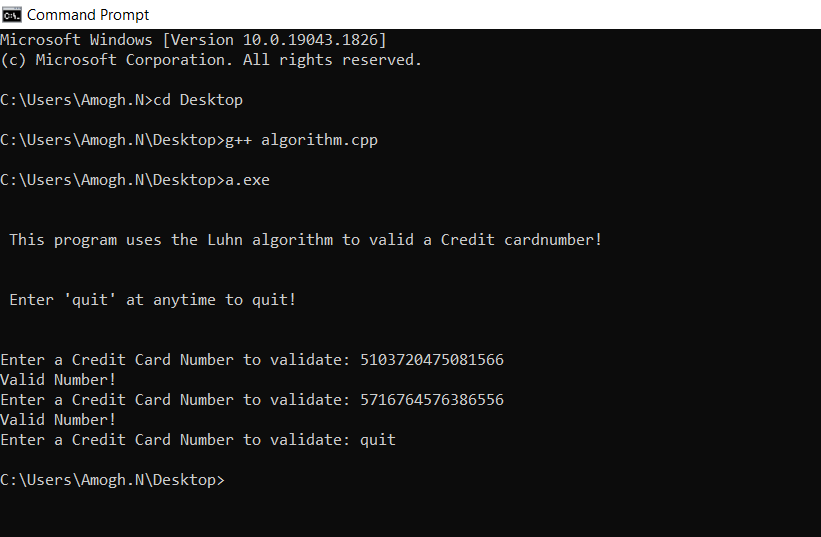 Command Prompt
Microsoft Windows [Version 10.0.19043.1826]
(c) Microsoft Corporation. All rights reserved.
C:\Users\Amogh.N>cd Desktop
C:\Users\Amogh.N\Desktop>g++ algorithm.cpp
C:\Users\Amogh.N\Desktop>a.exe
This program uses the Luhn algorithm to valid a Credit cardnumber!
Enter 'quit' at anytime to quit!
Enter a Credit Card Number to validate: 5103720475081566
Valid Number!
Enter a Credit Card Number to validate: 5716764576386556
Valid Number!
Enter a Credit Card Number to validate: quit
C:\Users\Amogh.N\Desktop>